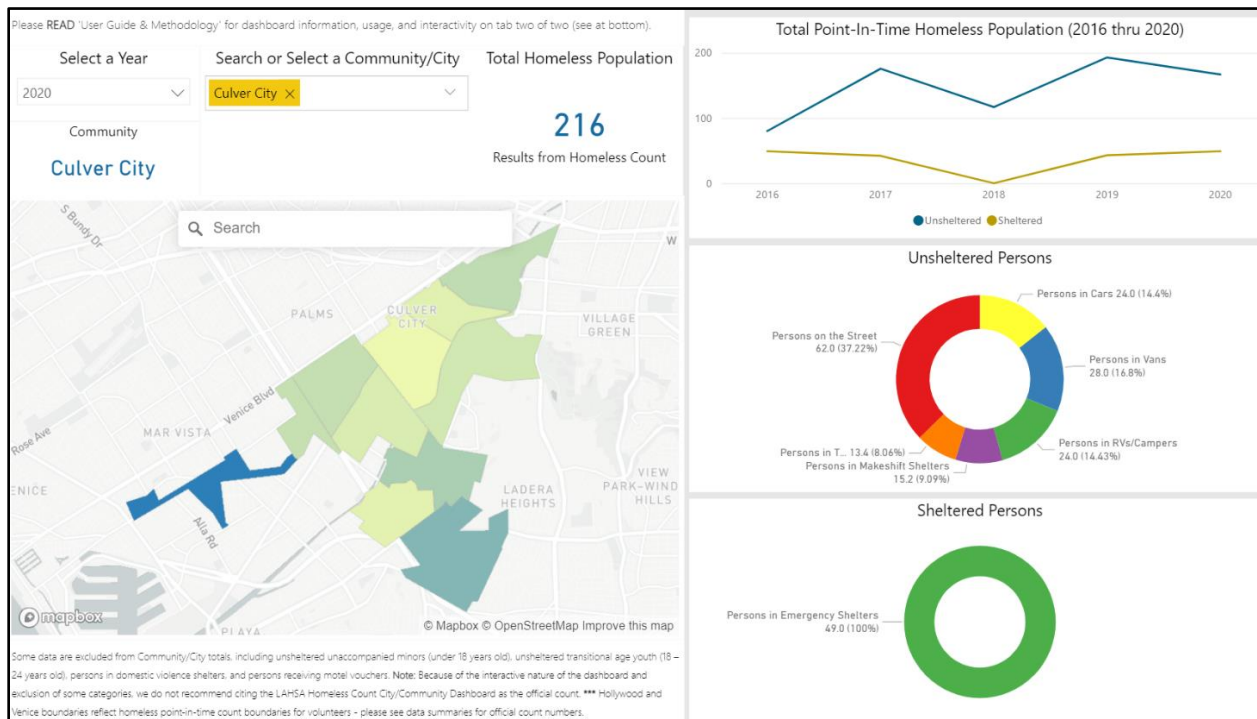 Please READ 'User Guide & Methodology' for dashboard information, usage, and interactivity on tab two of two (see at bottom).
Select a Year
2020
Community
Culver City
Search or Select a Community/City
Culver City ×
Total Homeless Population
216
Results from Homeless Count
Search
S Bundy Dr
W
PALMS
CULVER
CITY
VILLAGE
GREEN
Venice Blvd
Rose Ave
MAR VISTA
ENICE
Alla Rd
LADERA
HEIGHTS
VIEW
PARK-WIND
HILLS
PLAYA
mapbox
© Mapbox © OpenStreetMap Improve this map
Some data are excluded from Community/City totals, including unsheltered unaccompanied minors (under 18 years old), unsheltered transitional age youth (18 –
24 years old), persons in domestic violence shelters, and persons receiving motel vouchers. Note: Because of the interactive nature of the dashboard and
exclusion of some categories, we do not recommend citing the LAHSA Homeless Count City/Community Dashboard as the official count. *** Hollywood and
Venice boundaries reflect homeless point-in-time count boundaries for volunteers - please see data summaries for official count numbers.
Total Point-In-Time Homeless Population (2016 thru 2020)
200
100
0
2016
2017
2018
2019
2020
Unsheltered
Sheltered
Unsheltered Persons
Persons in Cars 24.0 (14.4%)
Persons on the Street
62.0 (37.22%)
Persons in Vans
28.0 (16.8%)
Persons in T... 13.4 (8.06%)
Persons in Makeshift Shelters
15.2 (9.09%)
Persons in RVs/Campers
24.0 (14.43%)
Sheltered Persons
Persons in Emergency Shelters
49.0 (100%)